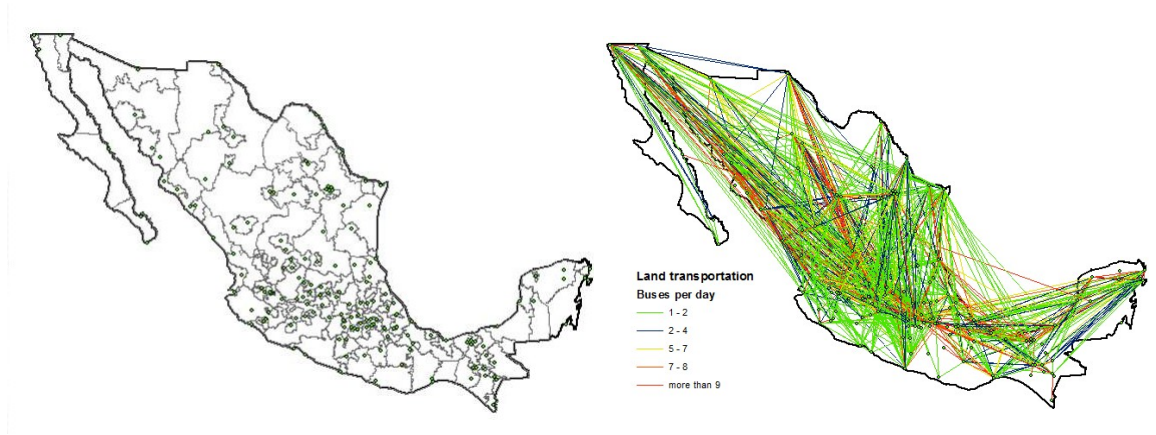 Land transportation
Buses per day
1 - 2
2 - 4
5 - 7
7 - 8
more than 9